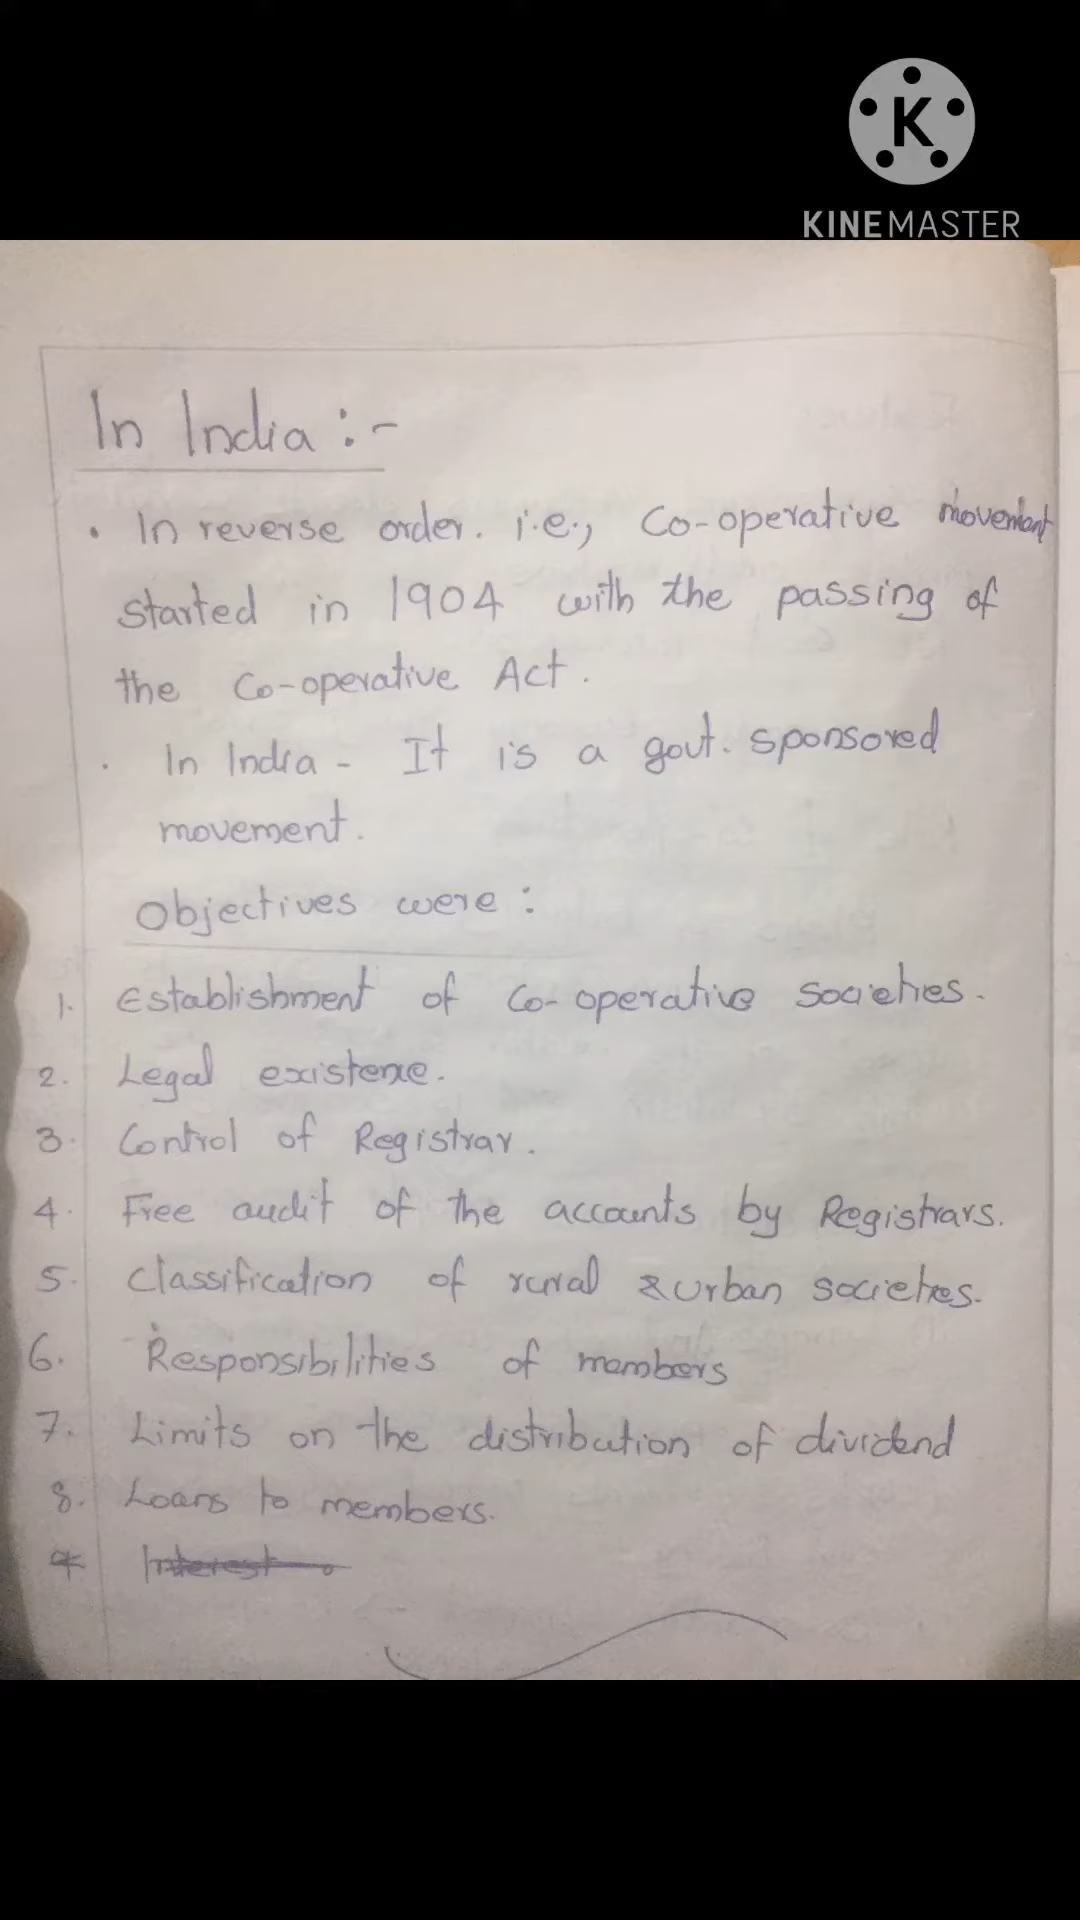 K
KINEMASTER
In India :-
• In reverse order. i.e., Co-operative movement
started in 1904 with the passing of
the Co-operative Act.
. In India - It is a govt. sponsored
movement.
Objectives were :
1. Establishment of Co-operative Societies.
2. Legal existence.
3. Control of Registrar.
4. Free audit of the accounts by Registrars.
5. Classification of rural & urban societies.
6. Responsibilities of members
7. Limits on the distribution of dividend
8. Loans to members.
9 Interest